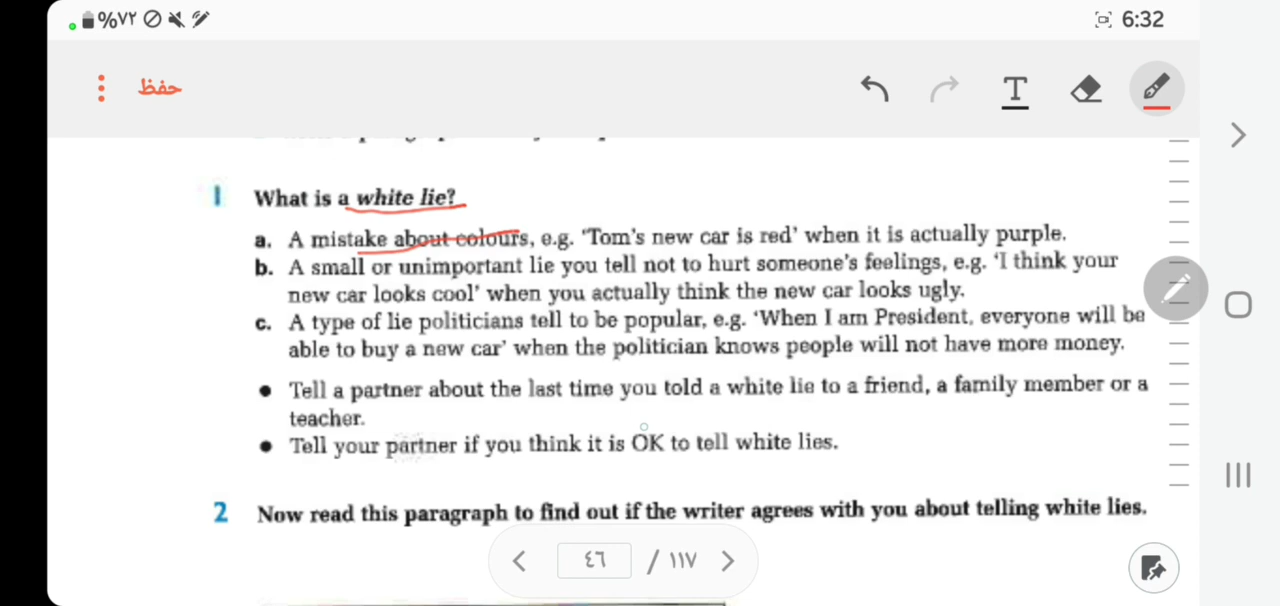 %٧٢ 6:32
حفظ
T
1 What is a white lie?
a. A mistake about colours, e.g. 'Tom's new car is red' when it is actually purple.
b. A small or unimportant lie you tell not to hurt someone's feelings, e.g. 'I think your
new car looks cool' when you actually think the new car looks ugly.
c. A type of lie politicians tell to be popular, e.g. 'When I am President, everyone will be
able to buy a new car' when the politician knows people will not have more money.
• Tell a partner about the last time you told a white lie to a friend, a family member or a
teacher.
• Tell your partner if you think it is OK to tell white lies.
2 Now read this paragraph to find out if the writer agrees with you about telling white lies.
٤٦ / ١١٧